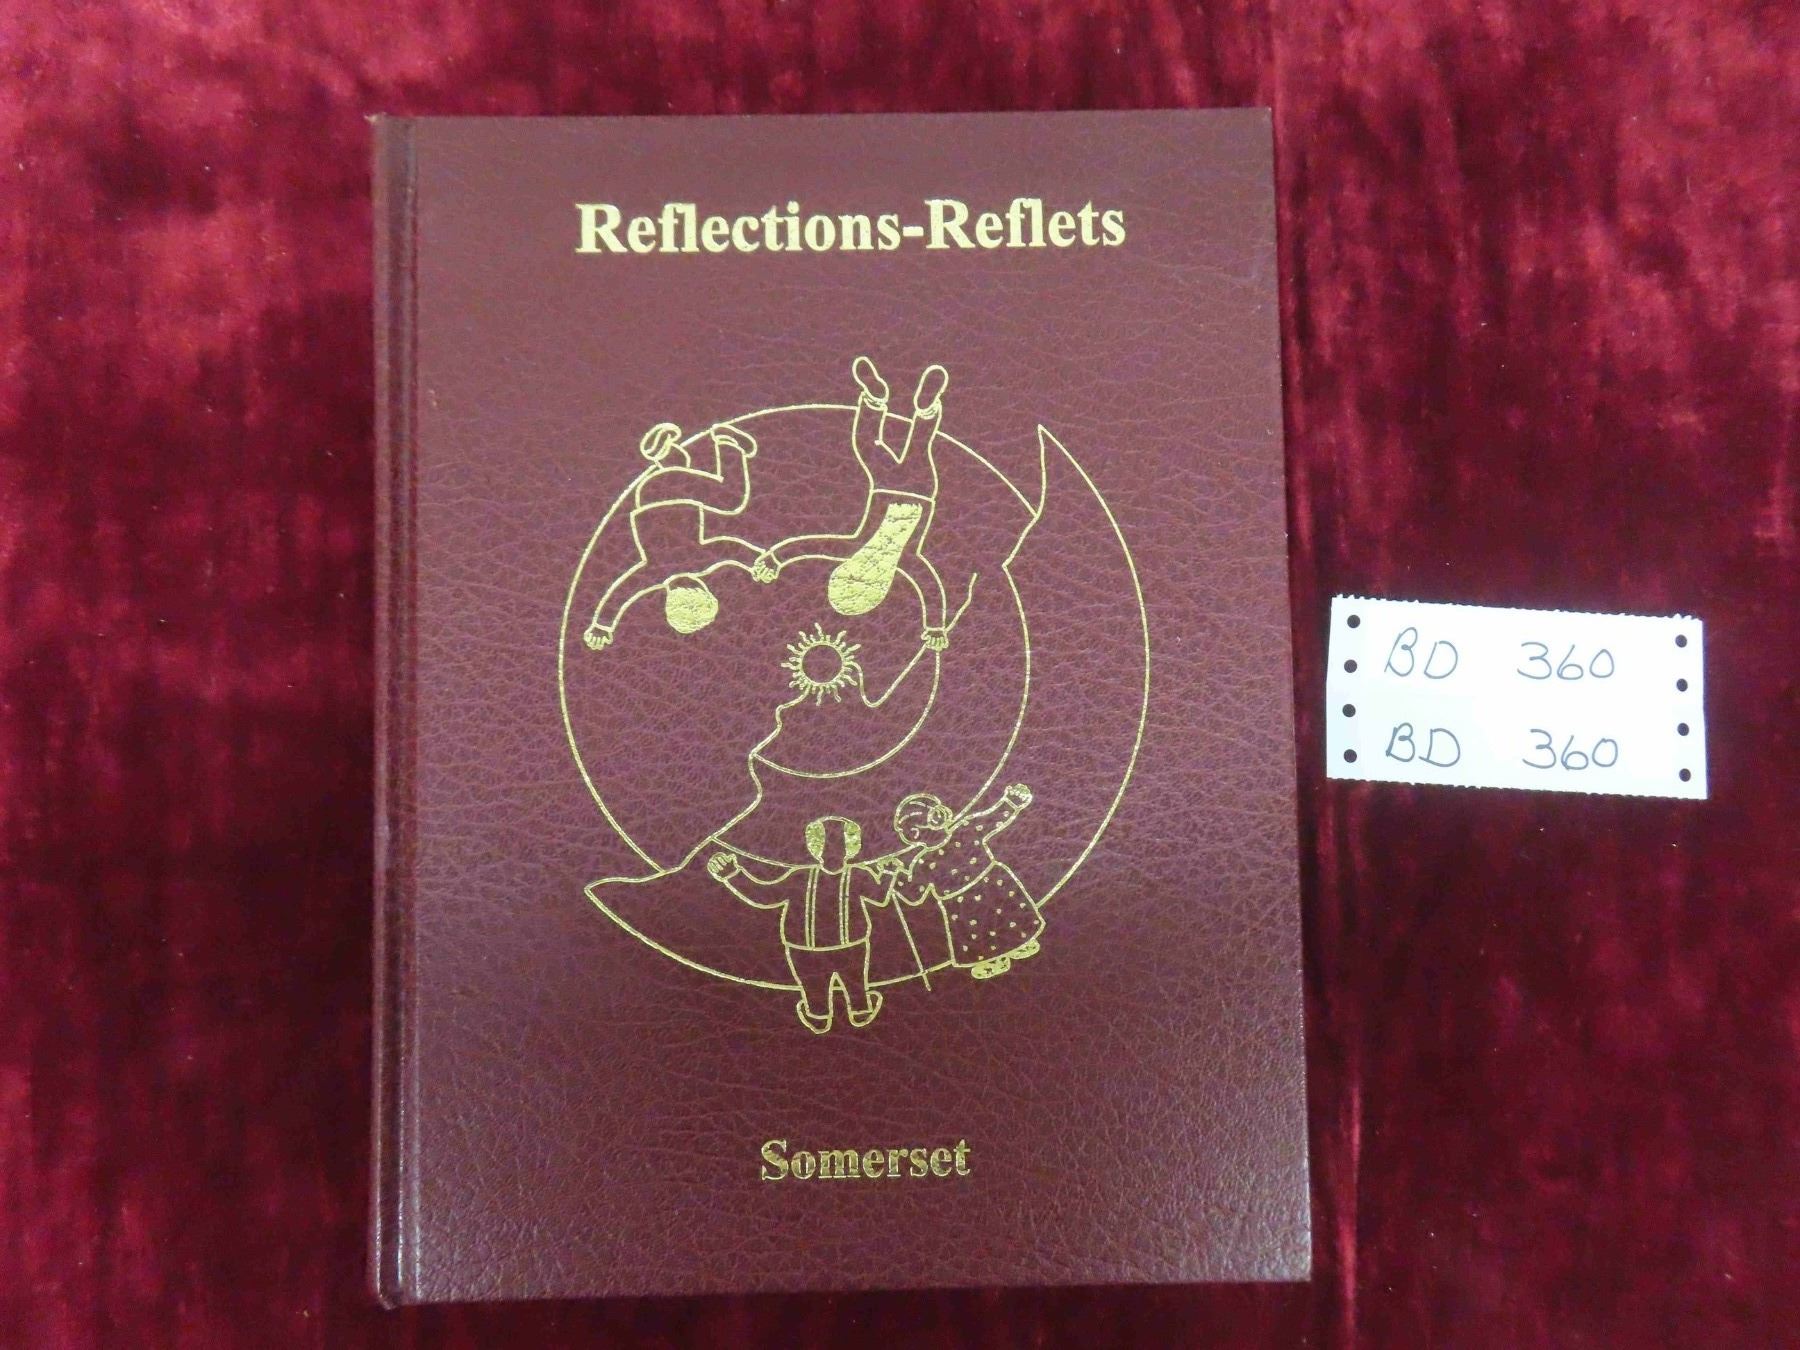 Reflections-Reflets
Somerset
BD 360
BD 360